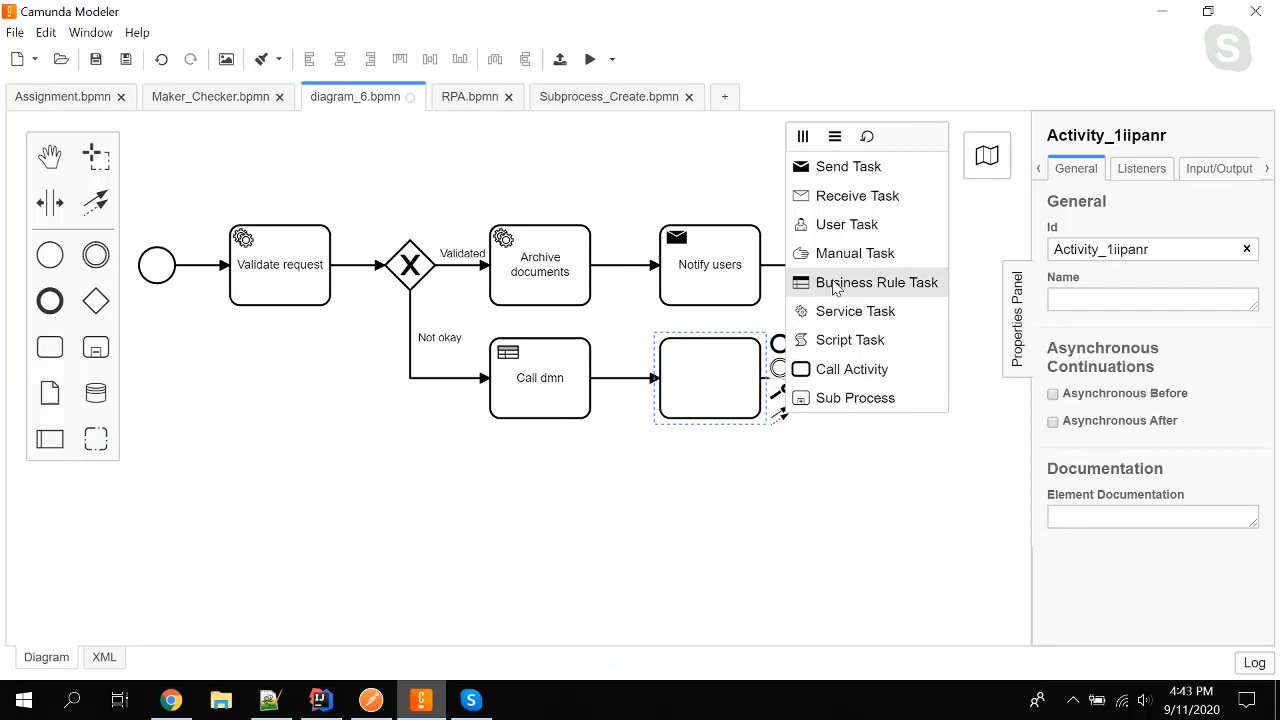 Camunda Modeler
File Edit Window Help
Assignment.bpmn Maker_Checker.bpmn diagram_6.bpmn RPA.bpmn Subprocess_Create.bpmn +
Send Task
Receive Task
User Task
Manual Task
Business Rule Task
Service Task
Script Task
Call Activity
Sub Process
Validate request
Validated
Archive
documents
Notify users
Not okay
Call dmn
Properties Panel
Activity_1iipanr
General Listeners Input/Output
General
Id
Activity_1iipanr
Name
Asynchronous
Continuations
Asynchronous Before
Asynchronous After
Documentation
Element Documentation
Diagram XML
Log
4:43 PM
9/11/2020